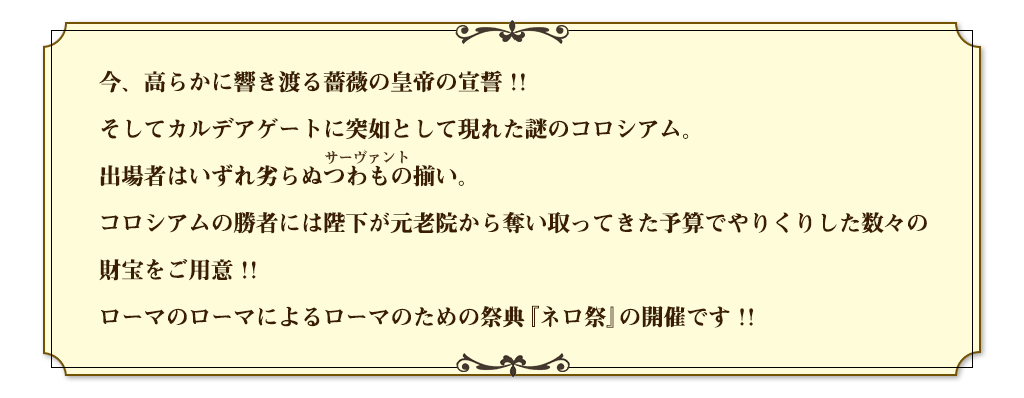 今、高らかに響き渡る薔薇の皇帝の宣誓!!
そしてカルデアゲートに突如として現れた謎のコロシアム。
サーヴァント
出場者はいずれ劣らぬつわもの揃い。
コロシアムの勝者には陛下が元老院から奪い取ってきた予算でやりくりした数々の
財宝をご用意!!
ローマのローマによるローマのための祭典『ネロ祭』の開催です!!